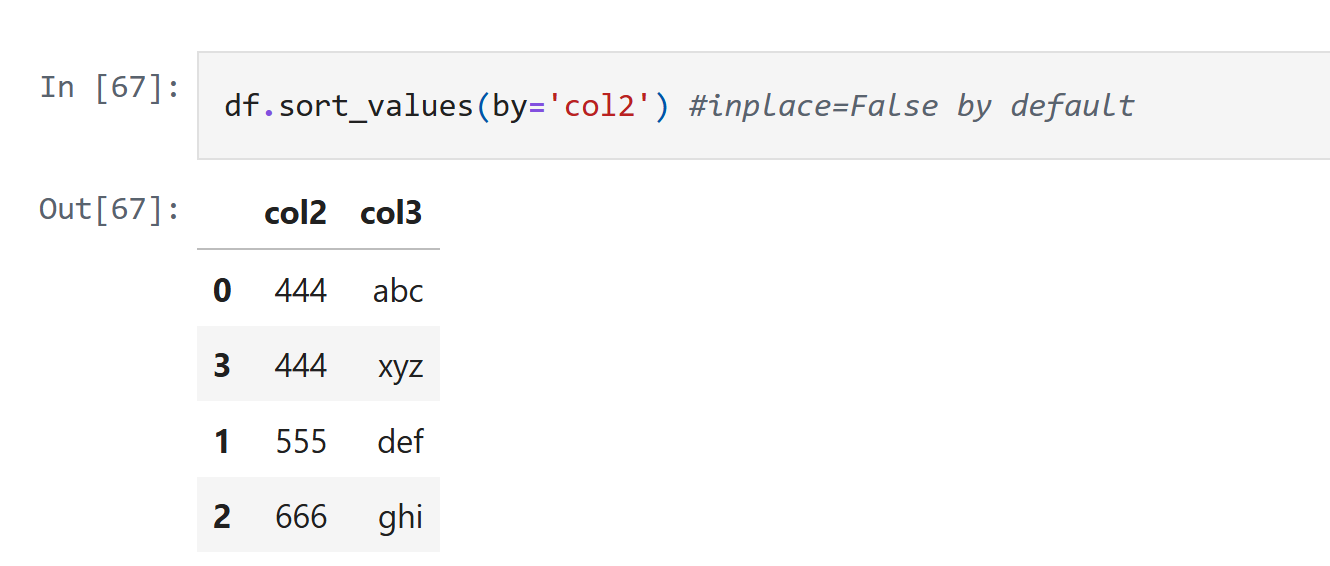 In [67]: df.sort_values(by='col2') #inplace=False by default
Out[67]:
col2 col3
0 444 abc
3 444 xyz
1 555 def
2 666 ghi